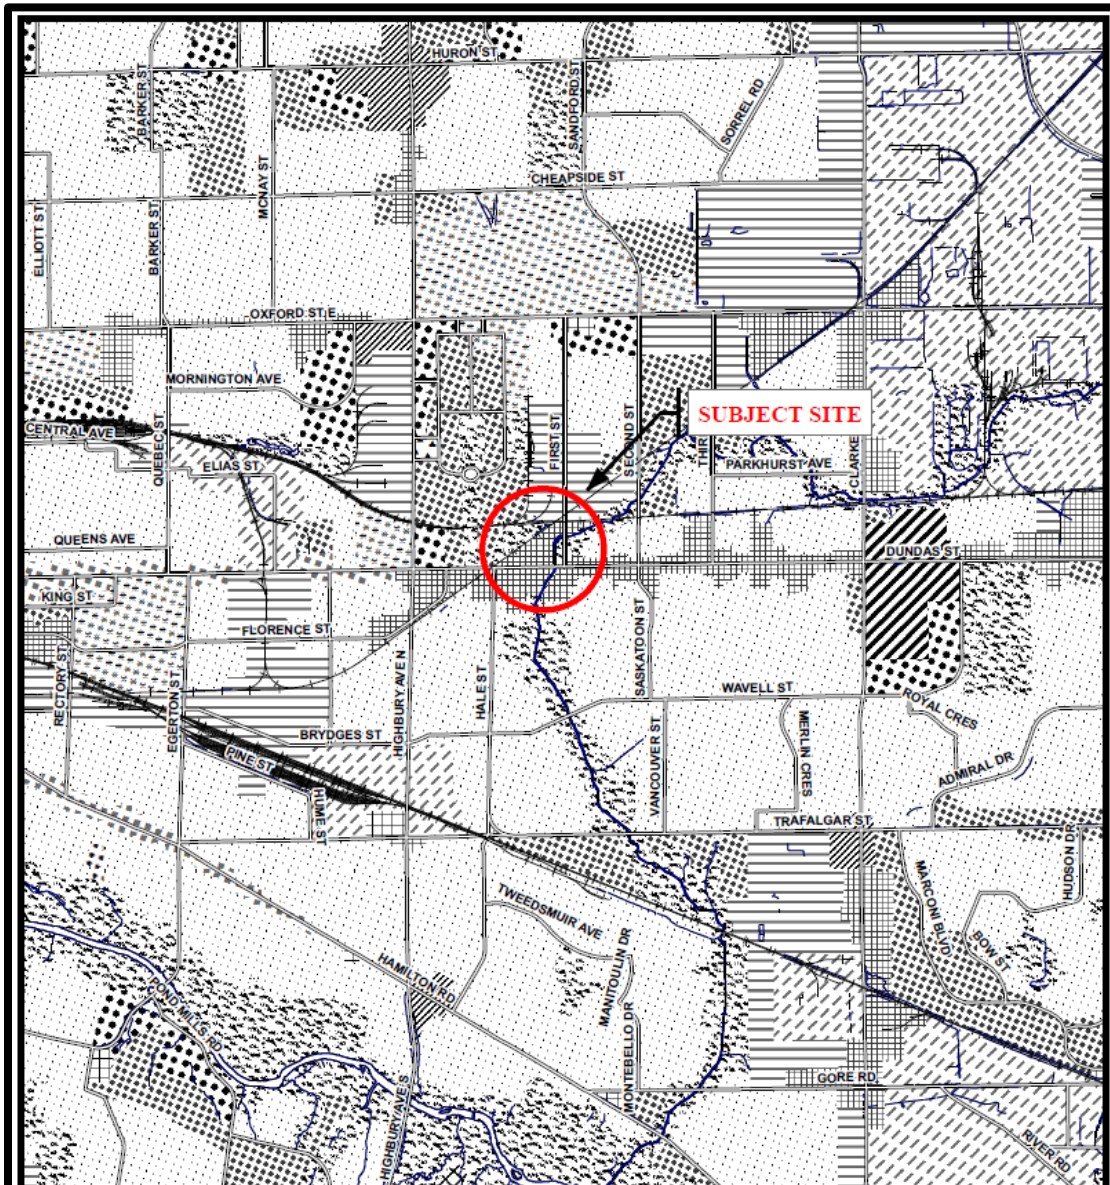 HURON ST
BARKER ST
SANDFORD ST
SORREL RD
MCNAY ST
CHEAPSIDE ST
ELLIOTT ST
BARKER ST
OXFORD ST E
MORNINGTON AVE
SUBJECT SITE
CENTRAL AVE
QUEBEC ST
FIRST ST
SECOND ST
THIR
CLARKE
ELIAS ST
PARKHURST AVE
QUEENS AVE
DUNDAS ST
KING ST
FLORENCE ST
SASKATOON ST
RECTORY ST
EGERTON ST
HIGHBURY AVE N
HALE ST
WAVELL ST
ROYAL CRES
BRYDGES ST
VANCOUVER ST
MERLIN CRES
PINE ST
ADMIRAL DR
HUME ST
TRAFALGAR ST
HUDSON DR
MARCONI BLVD
TWEEDSMUIR AVE
BOW ST
HAMILTON RD
MANITOULIN DR
POND MILLS RD
MONTEBELLO DR
GORE RD
HIGHBURY AVE S
RIVER RD